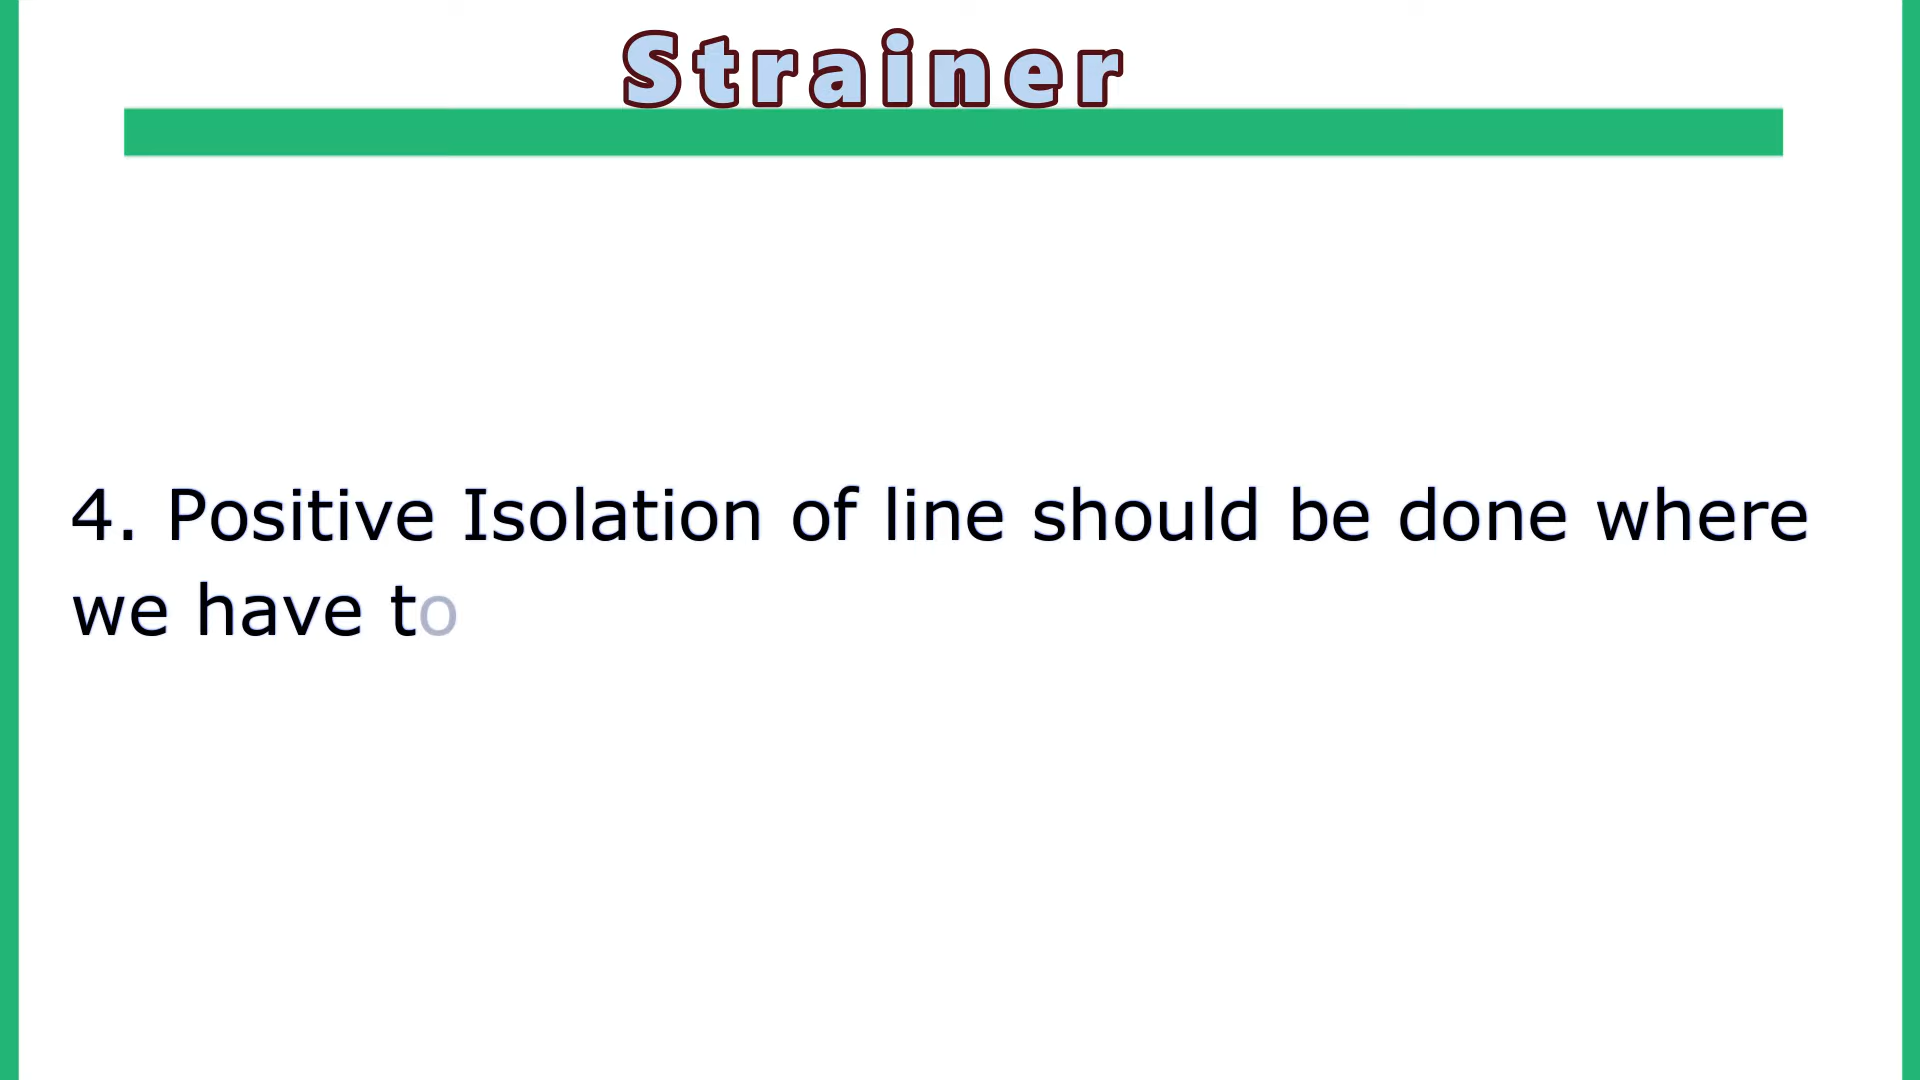 Strainer
4. Positive Isolation of line should be done where
we have to